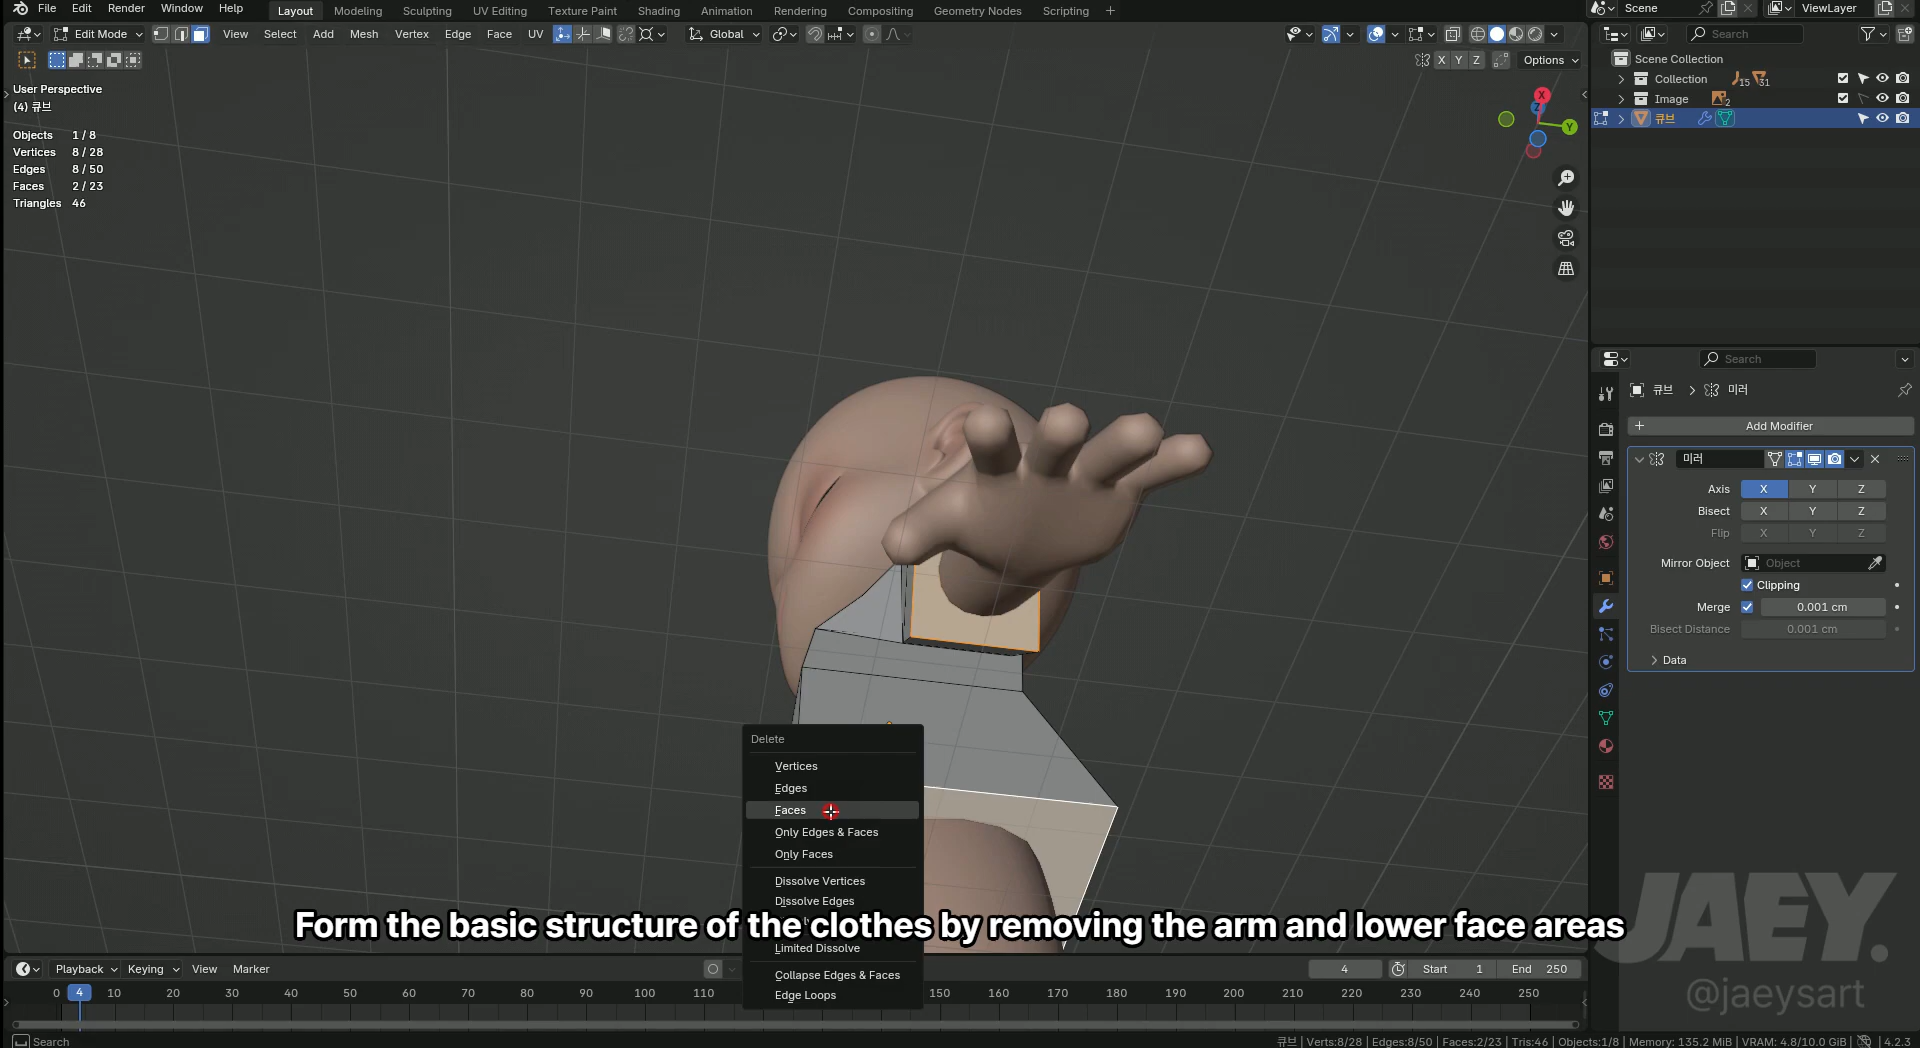 File Edit Render Window Help Layout Modeling Sculpting UV Editing Texture Paint Shading Animation Rendering Compositing Geometry Nodes Scripting + Scene ViewLayer
Edit Mode View Select Add Mesh Vertex Edge Face UV Global Search
X Y Z Options
Scene Collection
Collection 15 31
Image 2
큐브
User Perspective
(4) 큐브
Objects 1 / 8
Vertices 8 / 28
Edges 8 / 50
Faces 2 / 23
Triangles 46
X
Z
Y
Search
큐브 > 미러
+ Add Modifier
미러
Axis X Y Z
Bisect X Y Z
Flip X Y Z
Mirror Object Object
Clipping
Merge 0.001 cm
Bisect Distance 0.001 cm
Data
Delete
Vertices
Edges
Faces
Only Edges & Faces
Only Faces
Dissolve Vertices
Dissolve Edges
Form the basic structure of the clothes by removing the arm and lower face areas
Limited Dissolve
Collapse Edges & Faces
Edge Loops
JAEY.
@jaeysart
Playback Keying View Marker 4 Start 1 End 250
0 4 10 20 30 40 50 60 70 80 90 100 110 150 160 170 180 190 200 210 220 230 240 250
Search 큐브 | Verts:8/28 | Edges:8/50 | Faces:2/23 | Tris:46 | Objects:1/8 | Memory: 135.2 MiB | VRAM: 4.8/10.0 GiB | 4.2.3